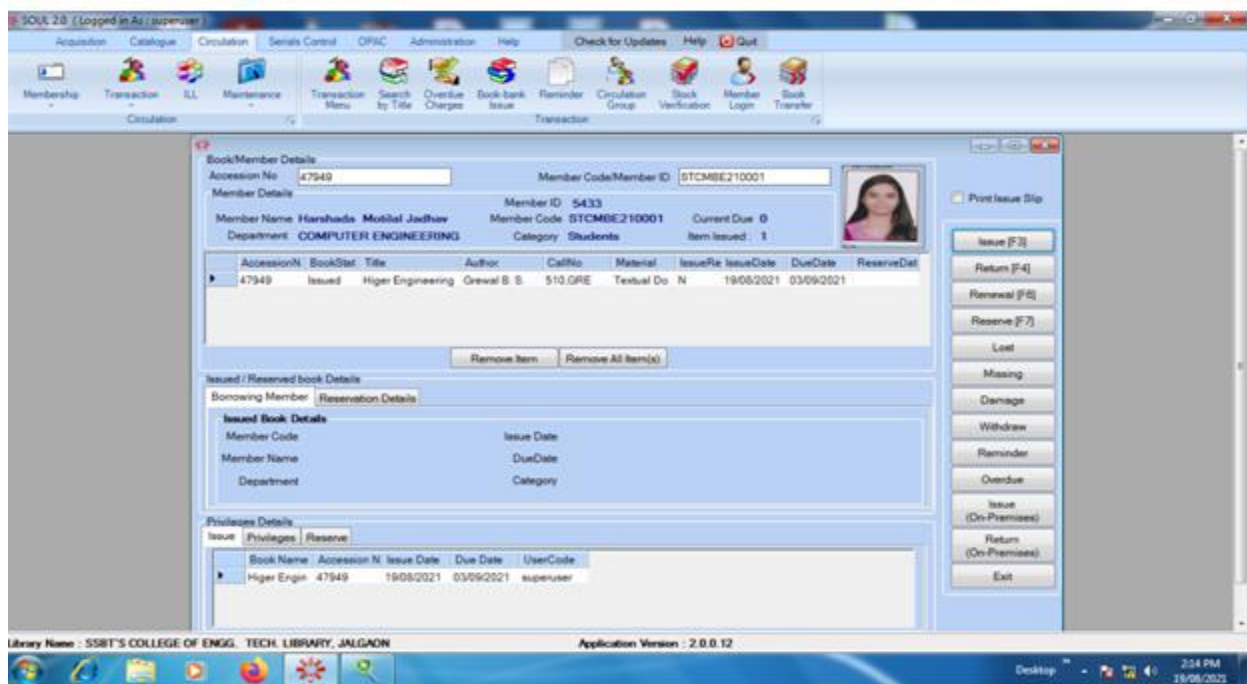 SOUL 2.0 ( Logged in As : superuser )
Acquisition Catalogue Circulation Serials Control OPAC Administration Help Check for Updates Help Quit
Membership Transaction ILL Maintenance Transaction Menu Search by Title Overdue Charges Book bank Issue Reminder Circulation Group Stock Verification Member Login Book Transfer
Circulation Transaction
Book/Member Details
Accession No 47949 Member Code/Member ID STCMBE210001
Print Issue Slip
Member Details
Member ID 5433
Member Name Harshada Motilal Jadhav Member Code STCMBE210001 Current Due 0
Department COMPUTER ENGINEERING Category Students Item Issued : 1
AccessionN BookStat Title Author CallNo Material IssueRe IssueDate DueDate ReserveDat
47949 Issued Higer Engineering Grewal B. S. 510.GRE Textual Do N 19/08/2021 03/09/2021
Remove Item Remove All Item(s)
Issued / Reserved book Details
Borrowing Member Reservation Details
Issued Book Details
Member Code Issue Date
Member Name DueDate
Department Category
Privileges Details
Issue Privileges Reserve
Book Name Accession N Issue Date Due Date UserCode
Higer Engin 47949 19/08/2021 03/09/2021 superuser
Issue [F3]
Return [F4]
Renewal [F6]
Reserve [F7]
Lost
Missing
Damage
Withdraw
Reminder
Overdue
Issue
(On-Premises)
Return
(On-Premises)
Exit
Library Name : SSBT'S COLLEGE OF ENGG. TECH. LIBRARY, JALGAON Application Version : 2.0.0.12
Desktop 2:14 PM
19/08/2021